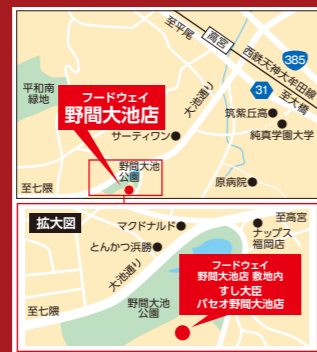 至平尾
高宮
西鉄天神大牟田線
385
大池通り
31
至大橋
平和南
緑地
フードウェイ
野間大池店
筑紫丘高
純真学園大学
サーティワン
野間大池
公園
至七隈
原病院
拡大図
マクドナルド
至高宮
ナップス
福岡店
とんかつ浜勝
大池通り
フードウェイ
野間大池店 敷地内
すし大臣
パセオ野間大池店
至七隈
野間大池
公園